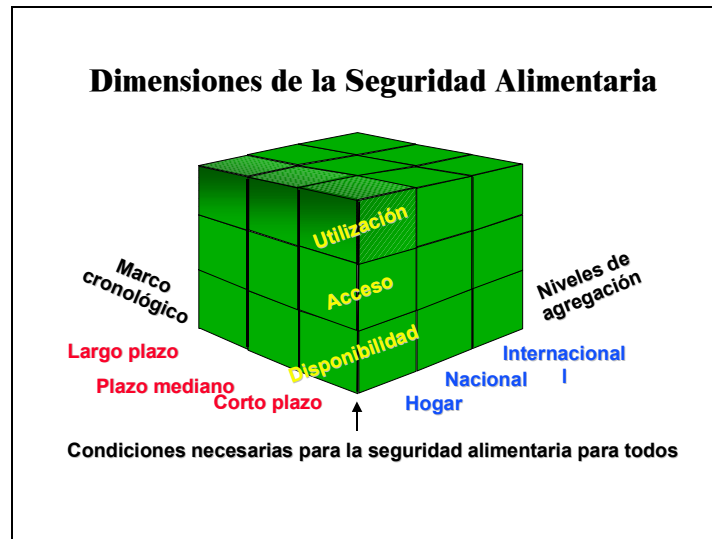 Dimensiones de la Seguridad Alimentaria
Utilización
Acceso
Disponibilidad
Marco
cronológico
Niveles de
agregación
Largo plazo
Plazo mediano
Corto plazo
Internacional
l
Nacional
Hogar
Condiciones necesarias para la seguridad alimentaria para todos